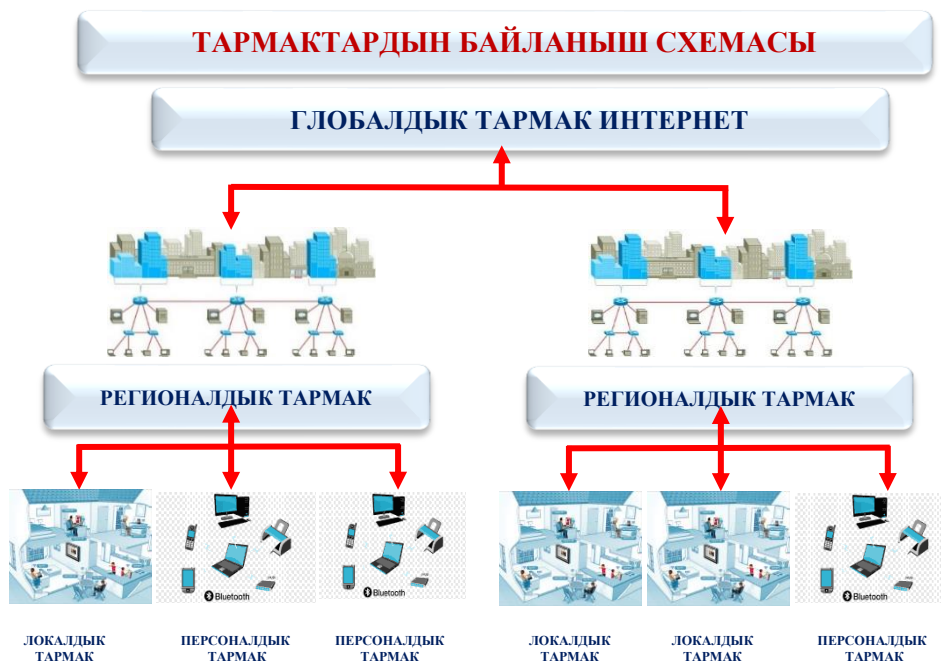 ТАРМАКТАРДЫН БАЙЛАНЫШ СХЕМАСЫ
ГЛОБАЛДЫК ТАРМАК ИНТЕРНЕТ
РЕГИОНАЛДЫК ТАРМАК
РЕГИОНАЛДЫК ТАРМАК
Bluetooth
Bluetooth
Bluetooth
ЛОКАЛДЫК
ТАРМАК
ПЕРСОНАЛДЫК
ТАРМАК
ПЕРСОНАЛДЫК
ТАРМАК
ЛОКАЛДЫК
ТАРМАК
ЛОКАЛДЫК
ТАРМАК
ПЕРСОНАЛДЫК
ТАРМАК